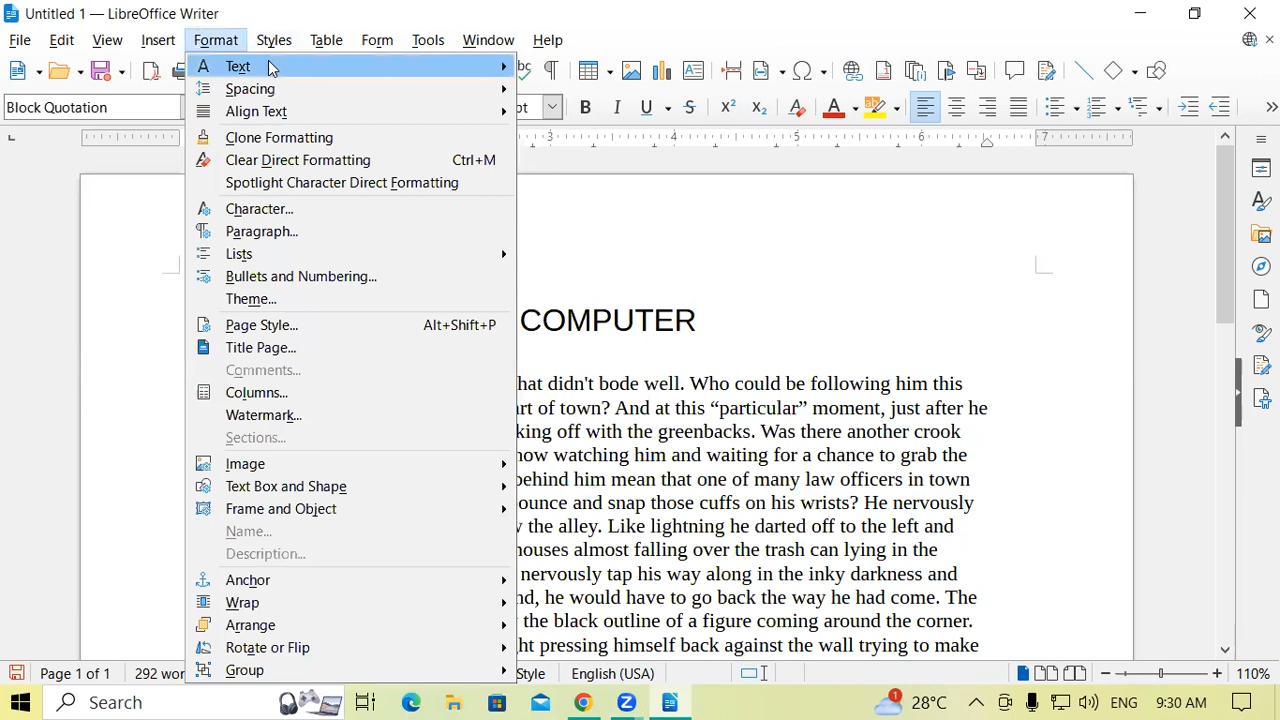 Untitled 1 — LibreOffice Writer
File Edit View Insert Format Styles Table Form Tools Window Help
Block Quotation
pt
Text
Spacing
Align Text
Clone Formatting
Clear Direct Formatting Ctrl+M
Spotlight Character Direct Formatting
Character...
Paragraph...
Lists
Bullets and Numbering...
Theme...
Page Style... Alt+Shift+P
Title Page...
Comments...
Columns...
Watermark...
Sections...
Image
Text Box and Shape
Frame and Object
Name...
Description...
Anchor
Wrap
Arrange
Rotate or Flip
Group
3 4 5 6 7
COMPUTER
hat didn't bode well. Who could be following him this
art of town? And at this “particular” moment, just after he
king off with the greenbacks. Was there another crook
now watching him and waiting for a chance to grab the
behind him mean that one of many law officers in town
ounce and snap those cuffs on his wrists? He nervously
w the alley. Like lightning he darted off to the left and
houses almost falling over the trash can lying in the
nervously tap his way along in the inky darkness and
nd, he would have to go back the way he had come. The
y the black outline of a figure coming around the corner.
ht pressing himself back against the wall trying to make
Page 1 of 1 292 wor Style English (USA) 110%
Search 1 28°C ENG 9:30 AM